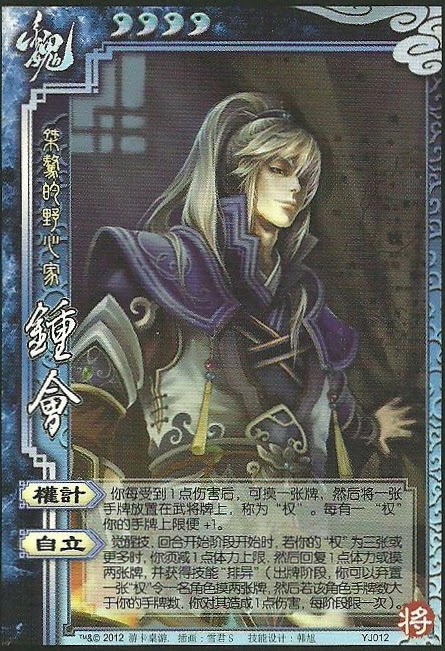 魏
桀驁的野心家
鍾會
權計
你每受到1点伤害后，可摸一张牌，然后将一张
手牌放置在武将牌上，称为“权”。每有一“权”
你的手牌上限便+1。
自立
觉醒技，回合开始阶段开始时，若你的“权”为三张或
更多时，你须减1点体力上限，然后回复1点体力或摸
两张牌，并获得技能“排异”（出牌阶段，你可以弃置
一张“权”令一名角色摸两张牌，然后若该角色手牌数大
于你的手牌数，你对其造成1点伤害，每阶段限一次）。
™&© 2012 游卡桌游. 插画：雪君S 技能设计：韩旭 YJ012
将